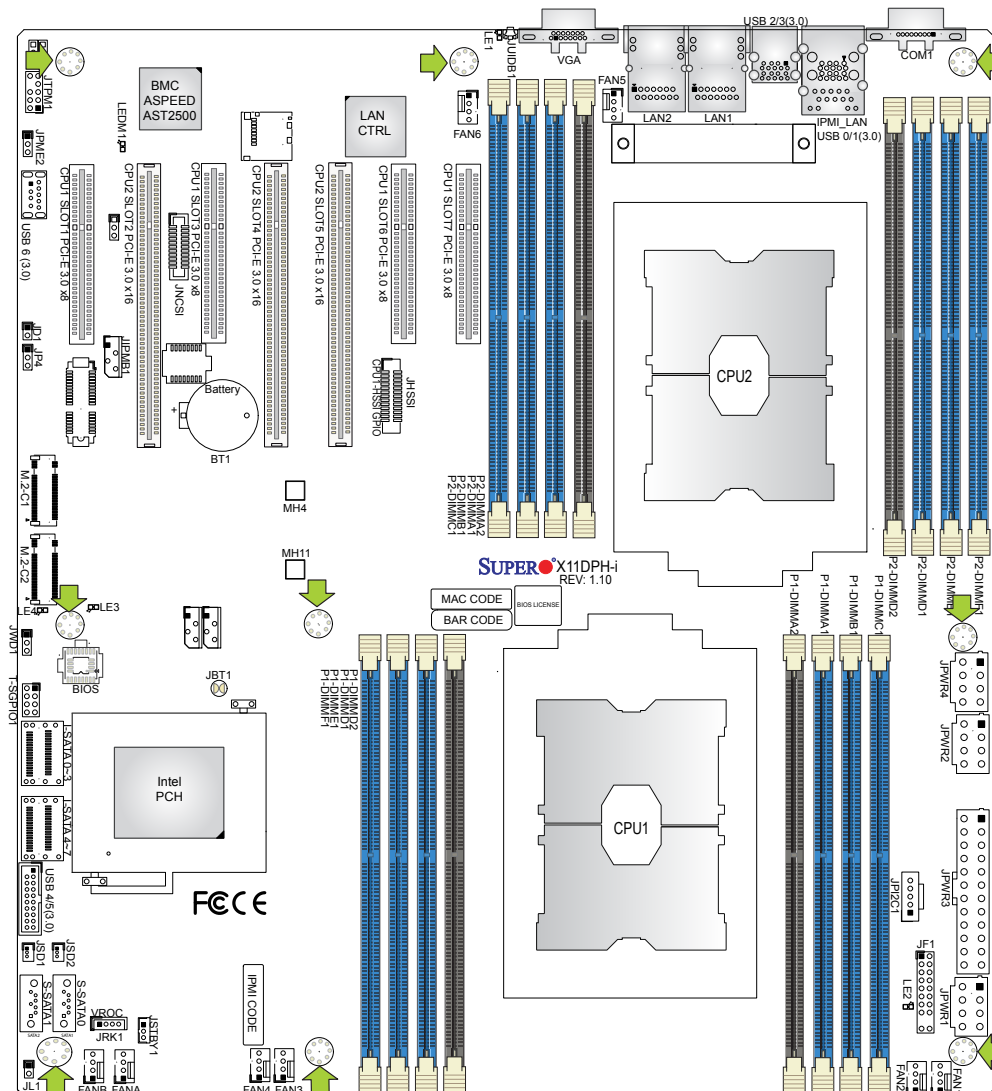 USB 2/3(3.0)
LE1
JUIDB1
VGA
COM1
JTPM1
BMC
ASPEED
AST2500
LEDM1
LAN
CTRL
FAN6
FAN5
LAN2
LAN1
IPMI_LAN
USB 0/1(3.0)
JPME2
USB 6 (3.0)
CPU1 SLOT1 PCI-E 3.0 x8
CPU2 SLOT2 PCI-E 3.0 x16
CPU1 SLOT3 PCI-E 3.0 x8
CPU2 SLOT4 PCI-E 3.0 x16
CPU2 SLOT5 PCI-E 3.0 x16
CPU1 SLOT6 PCI-E 3.0 x8
CPU1 SLOT7 PCI-E 3.0 x8
JNCSI
JD1
JP4
JIPMB1
Battery
+
BT1
JHSSI
CPU1 HSSI GPIO
CPU2
M.2-C1
M.2-C2
MH4
MH11
P2-DIMMA2
P2-DIMMA1
P2-DIMMB1
P2-DIMMC1
SUPER X11DPH-i
REV: 1.10
MAC CODE
BAR CODE
BIOS LICENSE
P2-DIMMD2
P2-DIMMD1
P2-DIMME1
P2-DIMMF1
P1-DIMMA2
P1-DIMMA1
P1-DIMMB1
P1-DIMMC1
LE4
LE3
JWD1
BIOS
JBT1
T-SGPIO1
P1-DIMMD2
P1-DIMMD1
P1-DIMME1
P1-DIMMF1
JPWR4
JPWR2
I-SATA 0~3
I-SATA 4~7
Intel
PCH
CPU1
USB 4/5(3.0)
FC CE
JPWR3
JPI2C1
JF1
LE2
JPWR1
JSD1
JSD2
S-SATA1
S-SATA0
SATA2
SATA1
VROC
JRK1
JSTBY1
IPMI CODE
JL1
FANB
FANA
FAN4
FAN3
FAN2
FAN1